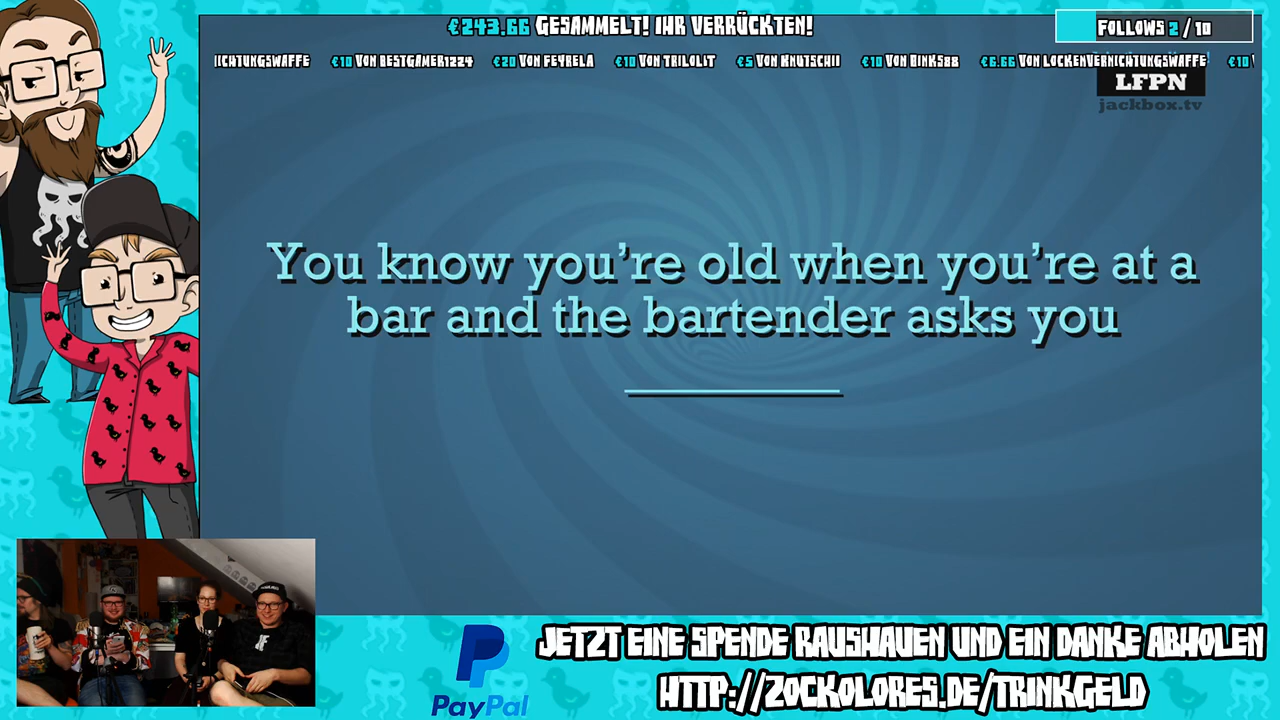 €243.66 GESAMMELT! IHR VERRÜCKTEN!
FOLLOWS 2 / 10
ICHTUNGSWAFFE €10 VON BESTGAMER1224 €20 VON FEYRELA €10 VON TRILOLIT €5 VON KNUTSCHII €10 VON OINKS88 €6.66 VON LOCKENVERNICHTUNGSWAFFE €10 V
LFPN
jackbox.tv
You know you're old when you're at a
bar and the bartender asks you
PayPal
JETZT EINE SPENDE RAUSHAUEN UND EIN DANKE ABHOLEN
HTTP://ZOCKOLORES.DE/TRINKGELD